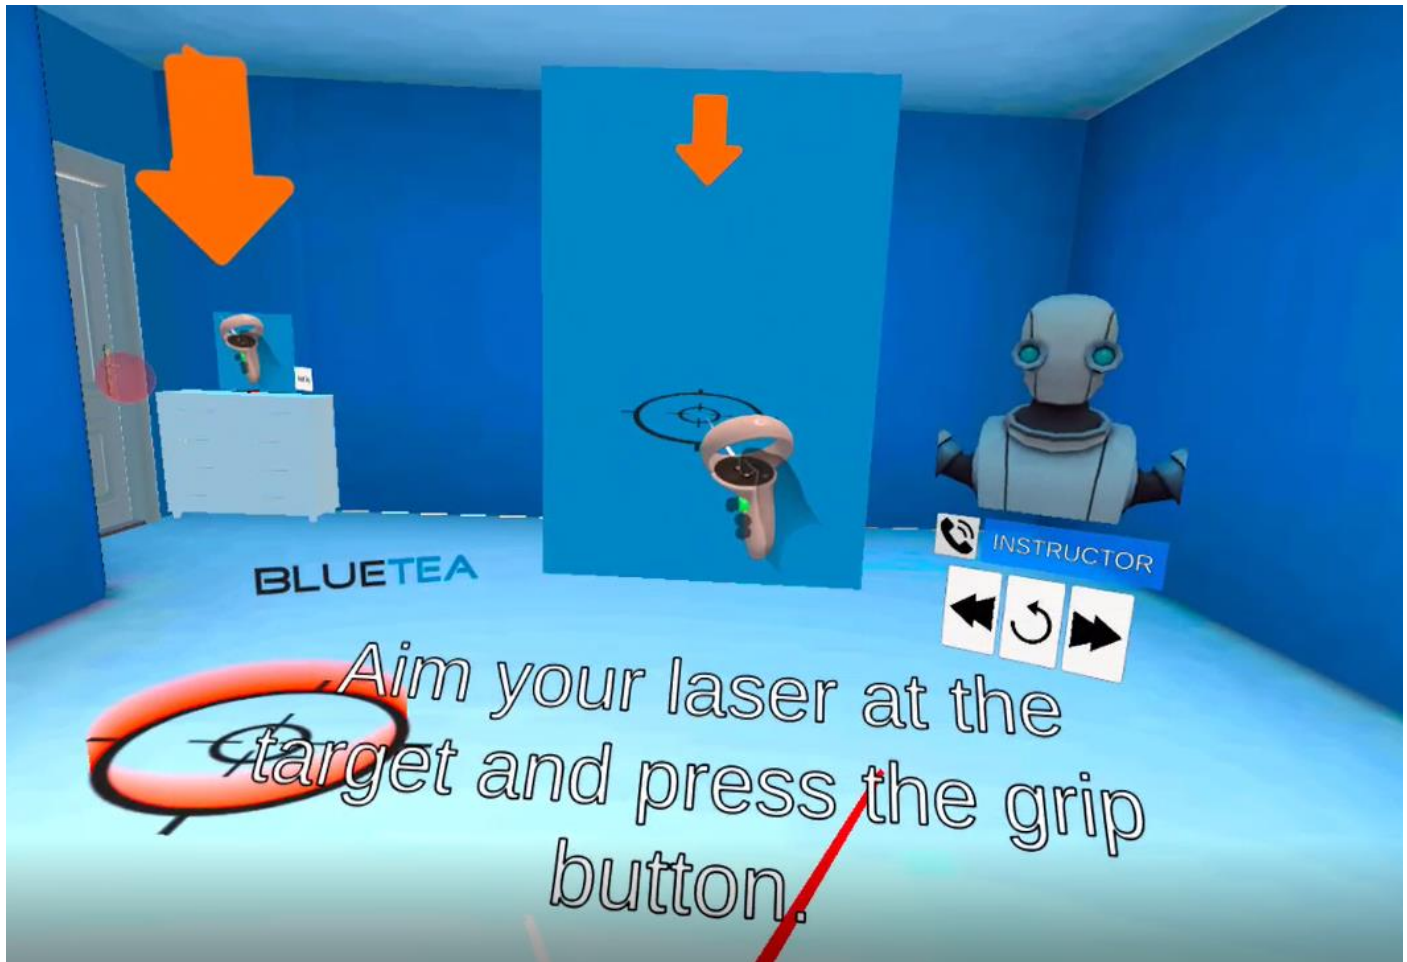 INSTRUCTOR
BLUETEA
Aim your laser at the
target and press the grip
button.